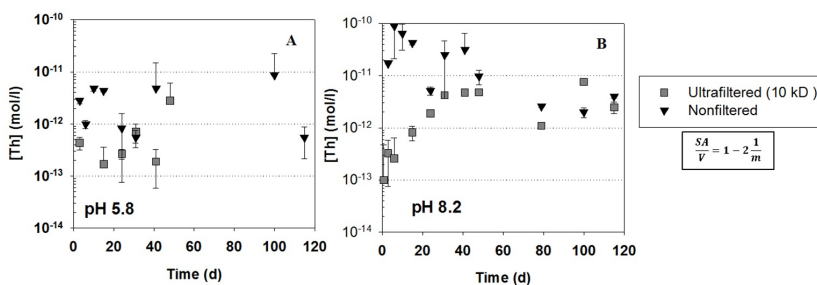 10⁻¹⁰
10⁻¹¹
10⁻¹²
10⁻¹³
10⁻¹⁴
[Th] (mol/l)
A
pH 5.8
0 20 40 60 80 100 120
Time (d)
10⁻¹⁰
10⁻¹¹
10⁻¹²
10⁻¹³
10⁻¹⁴
[Th] (mol/l)
B
pH 8.2
0 20 40 60 80 100 120
Time (d)
Ultrafiltered (10 kD )
Nonfiltered
SA/V = 1 − 2 1/m